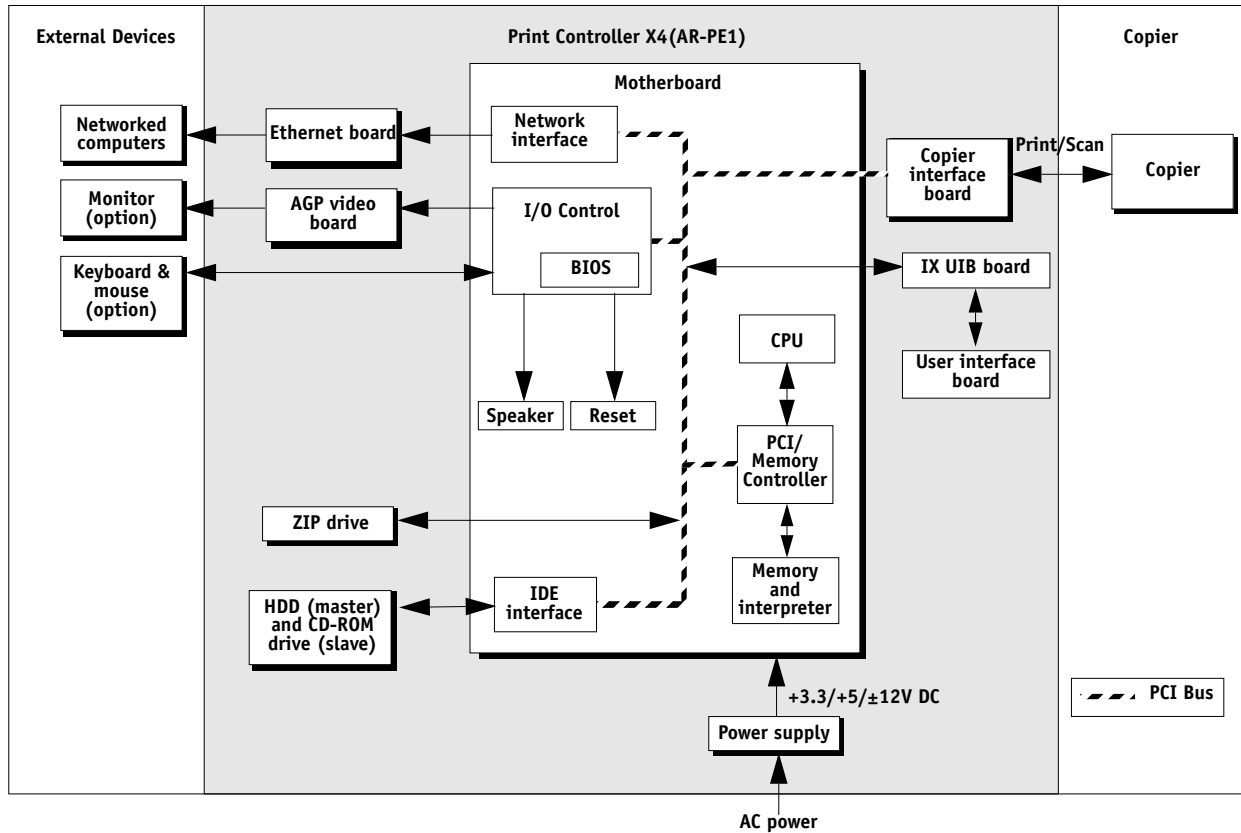 External Devices
Print Controller X4(AR-PE1)
Copier
Motherboard
Networked
computers
Ethernet board
Network
interface
Copier
interface
board
Print/Scan
Copier
Monitor
(option)
AGP video
board
I/O Control
BIOS
Keyboard &
mouse
(option)
IX UIB board
CPU
User interface
board
Speaker
Reset
PCI/
Memory
Controller
ZIP drive
Memory
and
interpreter
IDE
interface
HDD (master)
and CD-ROM
drive (slave)
+3.3/+5/±12V DC
PCI Bus
Power supply
AC power